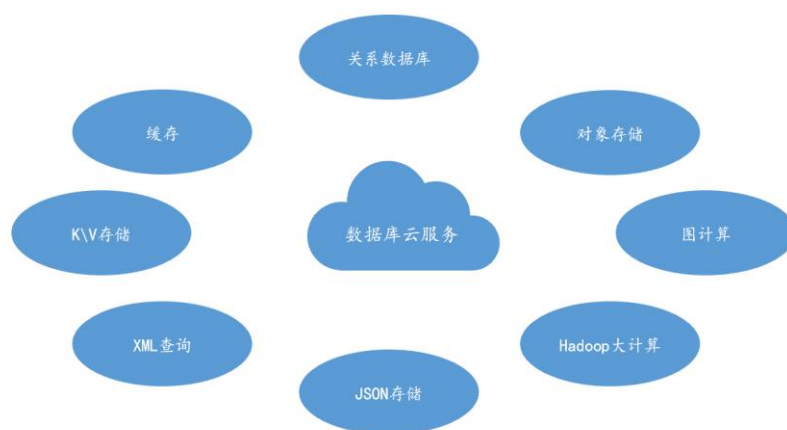 关系数据库
缓存
对象存储
K\V存储
数据库云服务
图计算
XML查询
Hadoop大计算
JSON存储